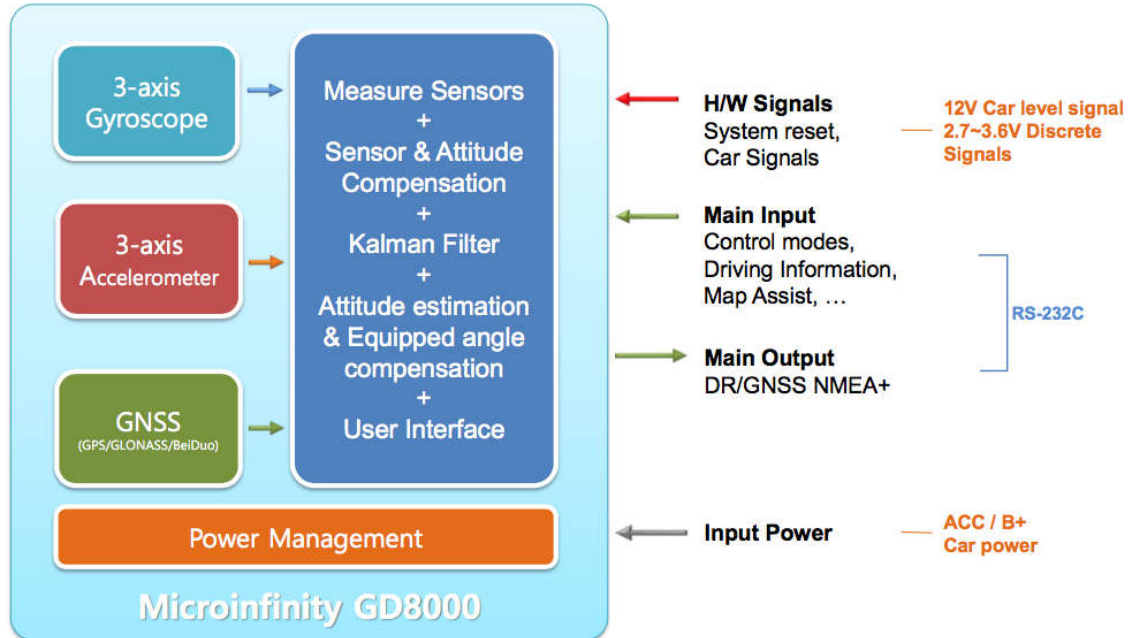 3-axis
Gyroscope
3-axis
Accelerometer
GNSS
(GPS/GLONASS/BeiDuo)
Measure Sensors
+
Sensor & Attitude
Compensation
+
Kalman Filter
+
Attitude estimation
& Equipped angle
compensation
+
User Interface
Power Management
Microinfinity GD8000
H/W Signals
System reset,
Car Signals
12V Car level signal
2.7~3.6V Discrete
Signals
Main Input
Control modes,
Driving Information,
Map Assist, ...
RS-232C
Main Output
DR/GNSS NMEA+
Input Power
ACC / B+
Car power